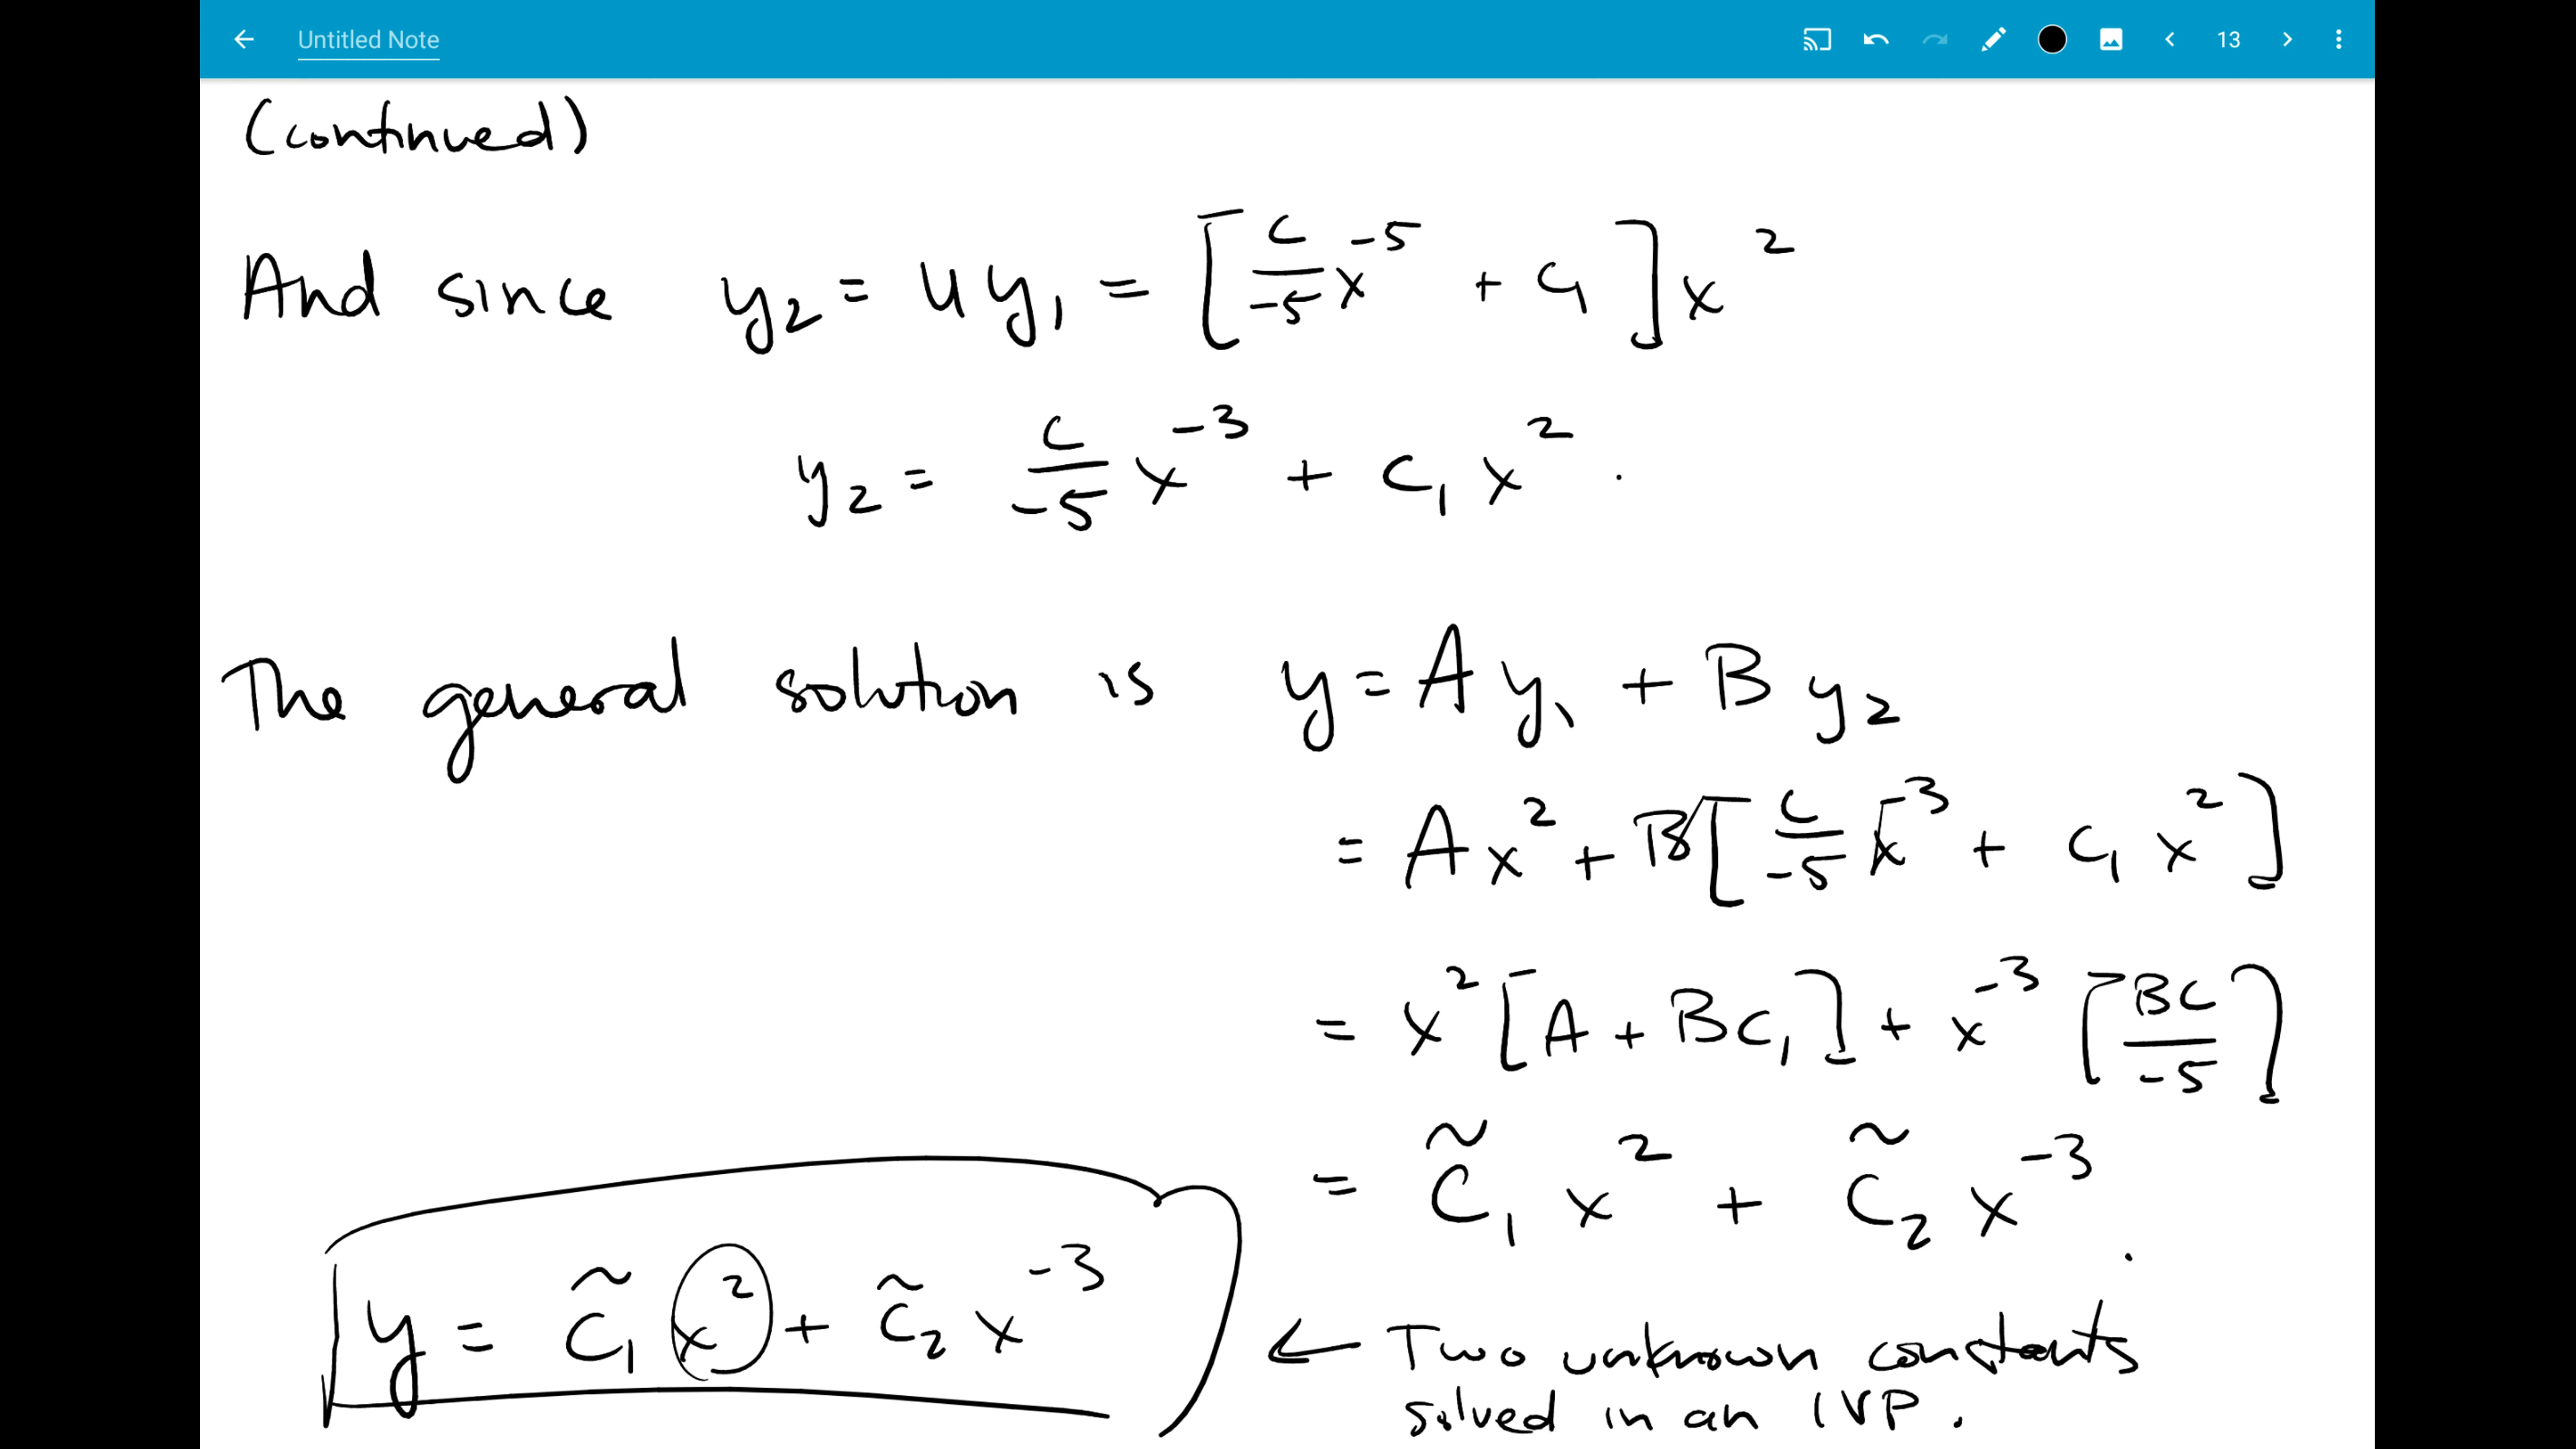 Untitled Note
13
(continued)
And since y₂ = u y₁ = [C/-5 x⁻⁵ + C₁] x²
y₂ = C/-5 x⁻³ + C₁ x² .
The general solution is y = A y₁ + B y₂
= A x² + B[C/-5 x⁻³ + C₁ x²]
= x² [A + BC₁] + x⁻³ [BC/-5]
= C̃₁ x² + C̃₂ x⁻³ .
y = C̃₁ x² + C̃₂ x⁻³ ← Two unknown constants
solved in an IVP.